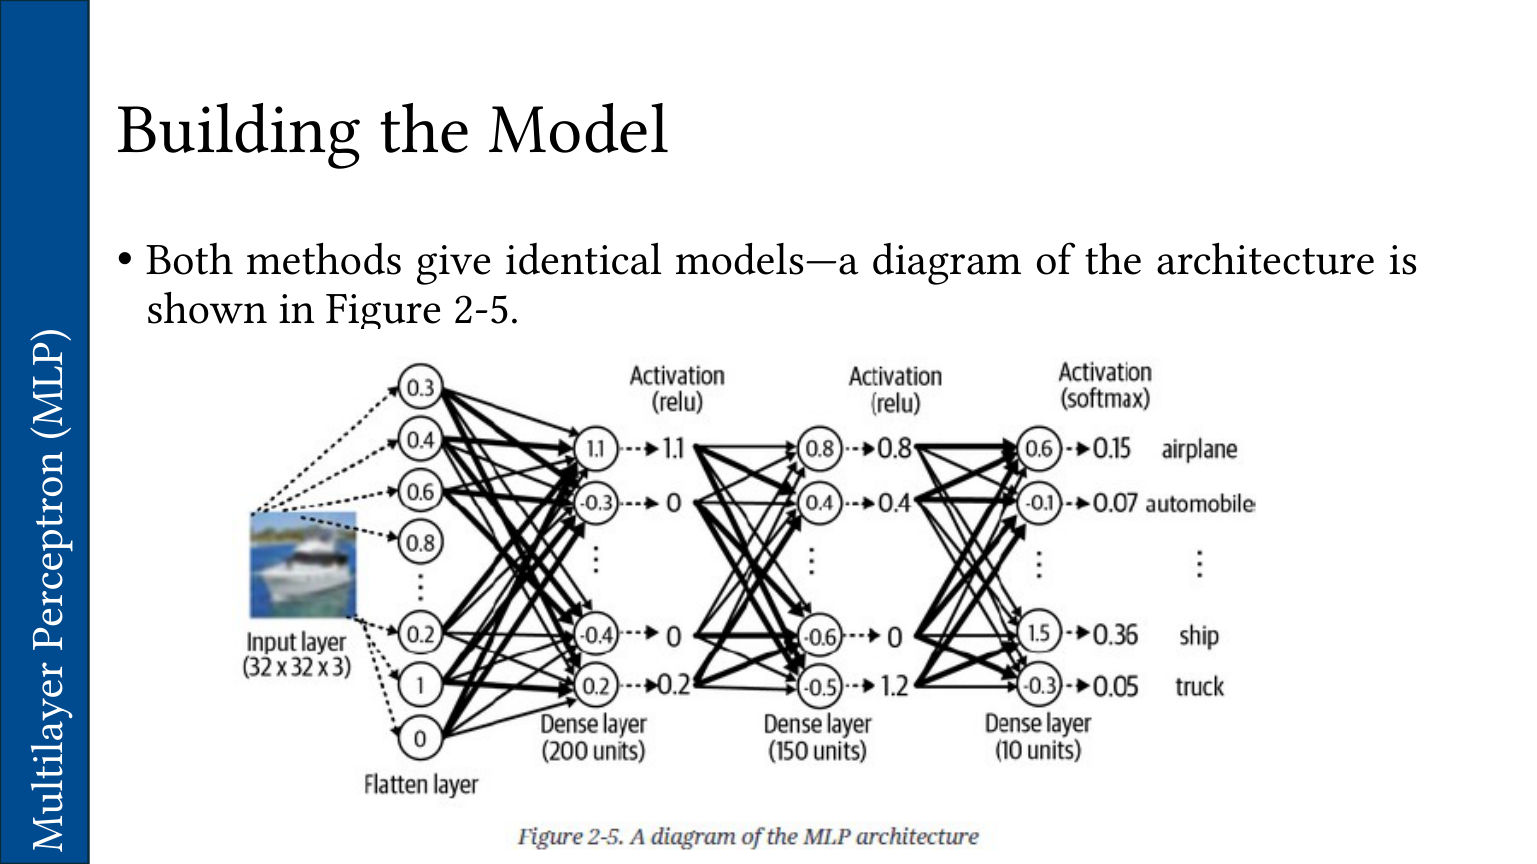 Multilayer Perceptron (MLP)
Building the Model
• Both methods give identical models—a diagram of the architecture is
shown in Figure 2-5.
Activation
(relu)
Activation
(relu)
Activation
(softmax)
0.3
0.4
0.6
0.8
⋮
0.2
1
0
Input layer
(32 x 32 x 3)
Flatten layer
1.1 1.1 0.8 0.8 0.6 0.15 airplane
-0.3 0 0.4 0.4 -0.1 0.07 automobile
⋮ ⋮ ⋮ ⋮
-0.4 0 -0.6 0 1.5 0.36 ship
0.2 0.2 -0.5 1.2 -0.3 0.05 truck
Dense layer
(200 units)
Dense layer
(150 units)
Dense layer
(10 units)
Figure 2-5. A diagram of the MLP architecture